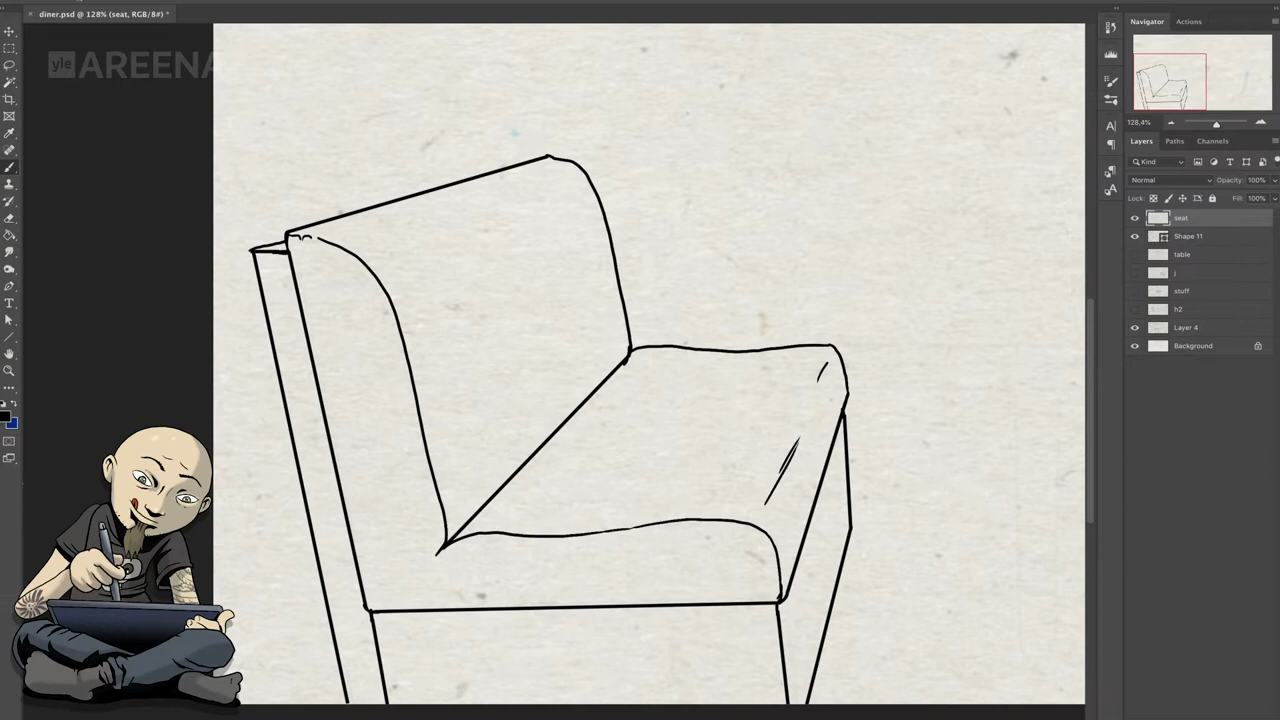 diner.psd @ 128% (seat, RGB/8#) *
yle AREENA
Navigator
Actions
128,4%
Layers
Paths
Channels
Kind
Normal
Opacity: 100%
Lock:
Fill: 100%
seat
Shape 11
table
j
stuff
h2
Layer 4
Background